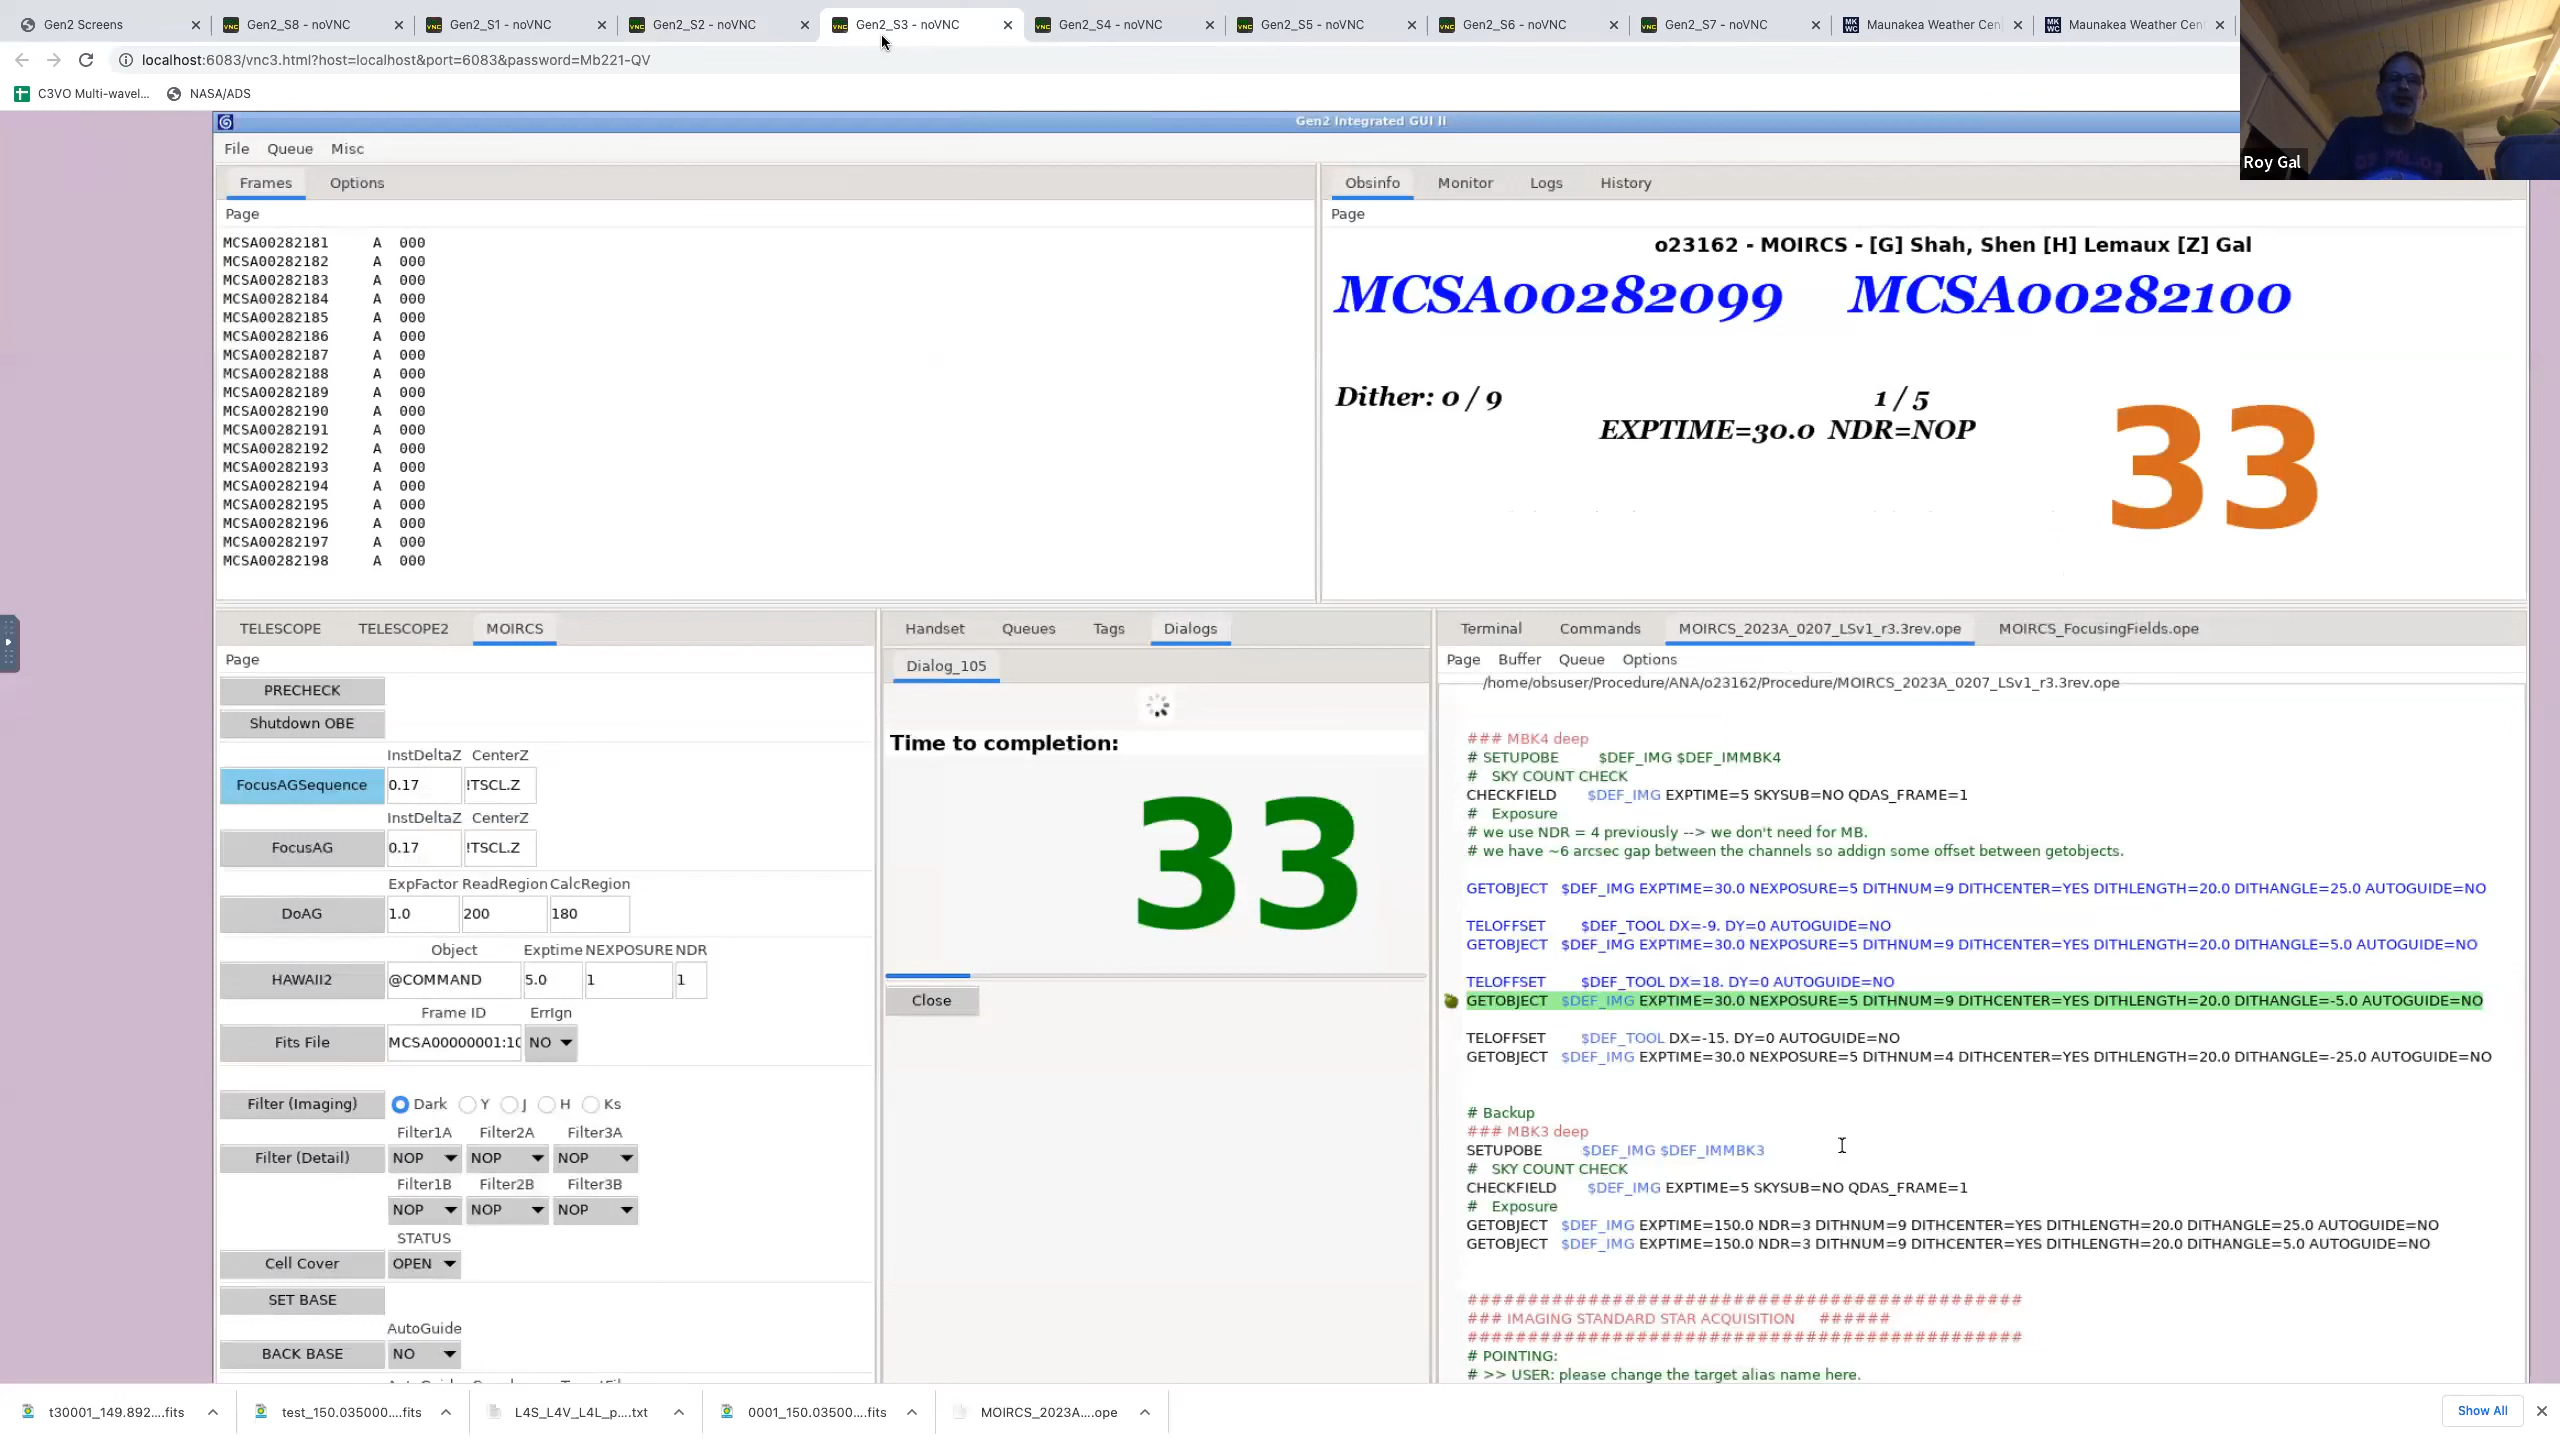 Gen2 Screens
Gen2_S8 - noVNC
Gen2_S1 - noVNC
Gen2_S2 - noVNC
Gen2_S3 - noVNC
Gen2_S4 - noVNC
Gen2_S5 - noVNC
Gen2_S6 - noVNC
Gen2_S7 - noVNC
Maunakea Weather Cen
Maunakea Weather Cen
localhost:6083/vnc3.html?host=localhost&port=6083&password=Mb221-QV
C3VO Multi-wavel...
NASA/ADS
Roy Gal
Gen2 Integrated GUI II
File Queue Misc
Frames Options
Page
MCSA00282181 A 000
MCSA00282182 A 000
MCSA00282183 A 000
MCSA00282184 A 000
MCSA00282185 A 000
MCSA00282186 A 000
MCSA00282187 A 000
MCSA00282188 A 000
MCSA00282189 A 000
MCSA00282190 A 000
MCSA00282191 A 000
MCSA00282192 A 000
MCSA00282193 A 000
MCSA00282194 A 000
MCSA00282195 A 000
MCSA00282196 A 000
MCSA00282197 A 000
MCSA00282198 A 000
Obsinfo Monitor Logs History
Page
o23162 - MOIRCS - [G] Shah, Shen [H] Lemaux [Z] Gal
MCSA00282099 MCSA00282100
Dither: 0 / 9 1 / 5
EXPTIME=30.0 NDR=NOP
33
TELESCOPE TELESCOPE2 MOIRCS
Page
PRECHECK
Shutdown OBE
InstDeltaZ CenterZ
FocusAGSequence 0.17 !TSCL.Z
InstDeltaZ CenterZ
FocusAG 0.17 !TSCL.Z
ExpFactor ReadRegion CalcRegion
DoAG 1.0 200 180
Object Exptime NEXPOSURE NDR
HAWAII2 @COMMAND 5.0 1 1
Frame ID ErrIgn
Fits File MCSA00000001:10 NO
Filter (Imaging) Dark Y J H Ks
Filter1A Filter2A Filter3A
Filter (Detail) NOP NOP NOP
Filter1B Filter2B Filter3B
NOP NOP NOP
STATUS
Cell Cover OPEN
SET BASE
AutoGuide
BACK BASE NO
Handset Queues Tags Dialogs
Dialog_105
Time to completion:
33
Close
Terminal Commands MOIRCS_2023A_0207_LSv1_r3.3rev.ope MOIRCS_FocusingFields.ope
Page Buffer Queue Options
/home/obsuser/Procedure/ANA/o23162/Procedure/MOIRCS_2023A_0207_LSv1_r3.3rev.ope
### MBK4 deep
# SETUPOBE $DEF_IMG $DEF_IMMBK4
# SKY COUNT CHECK
CHECKFIELD $DEF_IMG EXPTIME=5 SKYSUB=NO QDAS_FRAME=1
# Exposure
# we use NDR = 4 previously --> we don't need for MB.
# we have ~6 arcsec gap between the channels so addign some offset between getobjects.
GETOBJECT $DEF_IMG EXPTIME=30.0 NEXPOSURE=5 DITHNUM=9 DITHCENTER=YES DITHLENGTH=20.0 DITHANGLE=25.0 AUTOGUIDE=NO
TELOFFSET $DEF_TOOL DX=-9. DY=0 AUTOGUIDE=NO
GETOBJECT $DEF_IMG EXPTIME=30.0 NEXPOSURE=5 DITHNUM=9 DITHCENTER=YES DITHLENGTH=20.0 DITHANGLE=5.0 AUTOGUIDE=NO
TELOFFSET $DEF_TOOL DX=18. DY=0 AUTOGUIDE=NO
GETOBJECT $DEF_IMG EXPTIME=30.0 NEXPOSURE=5 DITHNUM=9 DITHCENTER=YES DITHLENGTH=20.0 DITHANGLE=-5.0 AUTOGUIDE=NO
TELOFFSET $DEF_TOOL DX=-15. DY=0 AUTOGUIDE=NO
GETOBJECT $DEF_IMG EXPTIME=30.0 NEXPOSURE=5 DITHNUM=4 DITHCENTER=YES DITHLENGTH=20.0 DITHANGLE=-25.0 AUTOGUIDE=NO
# Backup
### MBK3 deep
SETUPOBE $DEF_IMG $DEF_IMMBK3
# SKY COUNT CHECK
CHECKFIELD $DEF_IMG EXPTIME=5 SKYSUB=NO QDAS_FRAME=1
# Exposure
GETOBJECT $DEF_IMG EXPTIME=150.0 NDR=3 DITHNUM=9 DITHCENTER=YES DITHLENGTH=20.0 DITHANGLE=25.0 AUTOGUIDE=NO
GETOBJECT $DEF_IMG EXPTIME=150.0 NDR=3 DITHNUM=9 DITHCENTER=YES DITHLENGTH=20.0 DITHANGLE=5.0 AUTOGUIDE=NO
##############################################
### IMAGING STANDARD STAR ACQUISITION ######
##############################################
# POINTING:
# >> USER: please change the target alias name here.
t30001_149.892....fits
test_150.035000....fits
L4S_L4V_L4L_p....txt
0001_150.03500....fits
MOIRCS_2023A....ope
Show All